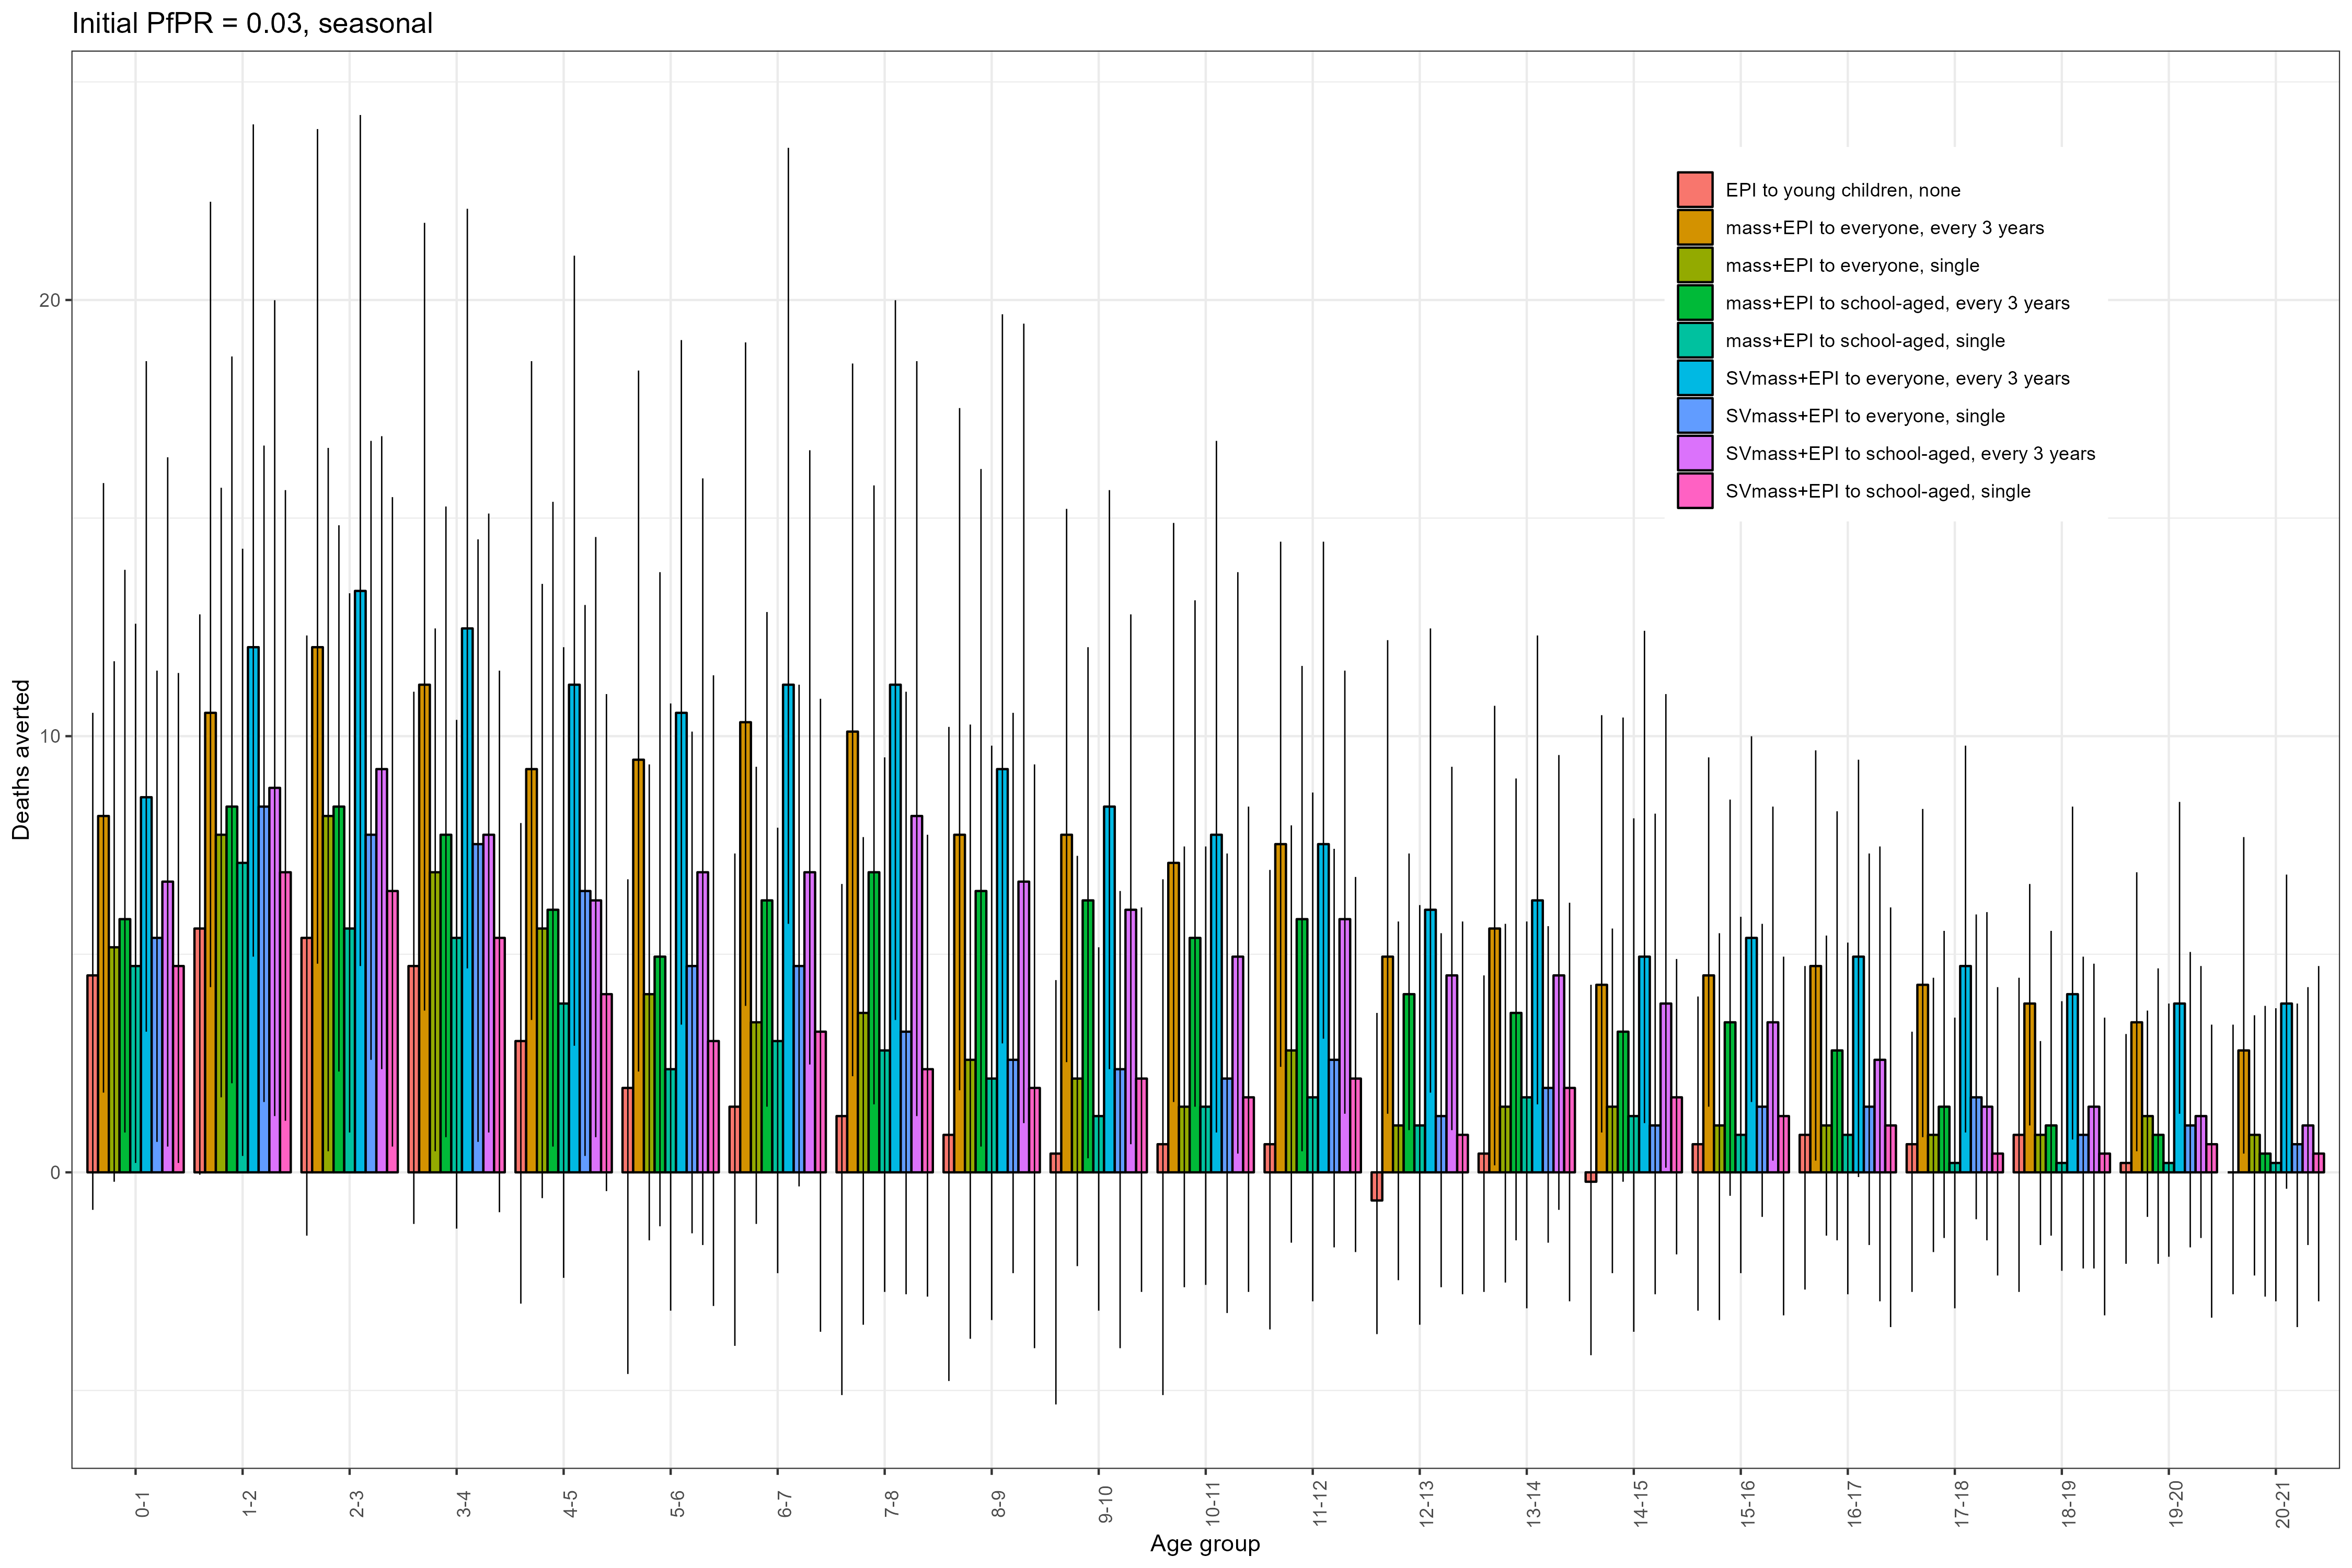 Initial PfPR = 0.03, seasonal
Deaths averted
20
10
0
EPI to young children, none
mass+EPI to everyone, every 3 years
mass+EPI to everyone, single
mass+EPI to school-aged, every 3 years
mass+EPI to school-aged, single
SVmass+EPI to everyone, every 3 years
SVmass+EPI to everyone, single
SVmass+EPI to school-aged, every 3 years
SVmass+EPI to school-aged, single
0-1
1-2
2-3
3-4
4-5
5-6
6-7
7-8
8-9
9-10
10-11
11-12
12-13
13-14
14-15
15-16
16-17
17-18
18-19
19-20
20-21
Age group